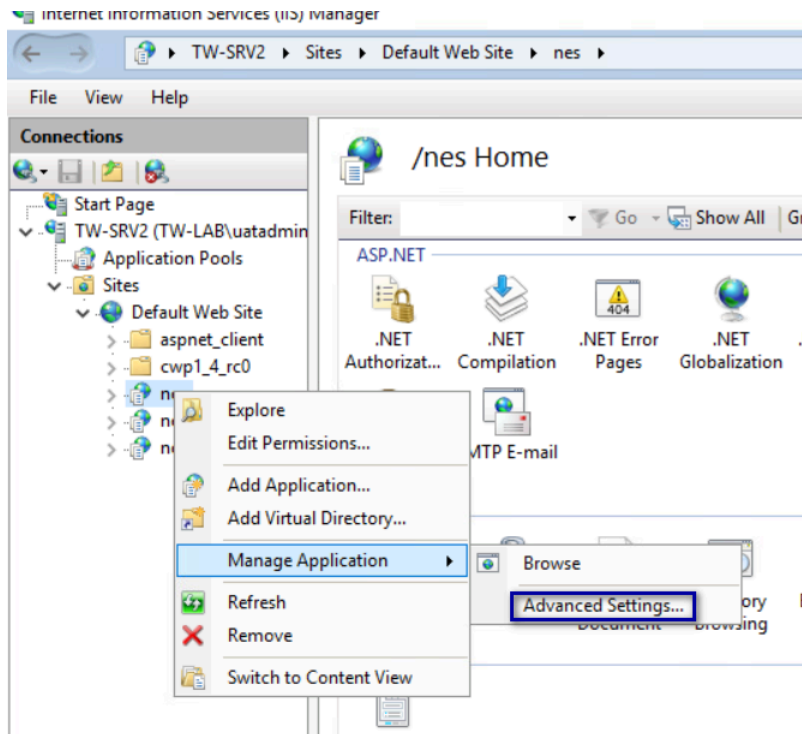 Internet Information Services (IIS) Manager
TW-SRV2 Sites Default Web Site nes
File View Help
Connections
Start Page
TW-SRV2 (TW-LAB\uatadmin
Application Pools
Sites
Default Web Site
aspnet_client
cwp1_4_rc0
/nes Home
Filter: Go Show All
ASP.NET
.NET Authorizat...
.NET Compilation
.NET Error Pages
.NET Globalization
404
MTP E-mail
Explore
Edit Permissions...
Add Application...
Add Virtual Directory...
Manage Application
Refresh
Remove
Switch to Content View
Browse
Advanced Settings...
Document
Browsing